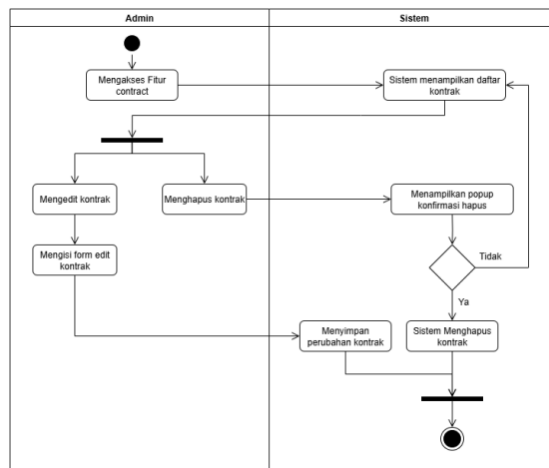 Admin
Sistem
Mengakses Fitur
contract
Sistem menampilkan daftar
kontrak
Mengedit kontrak
Menghapus kontrak
Menampilkan popup
konfirmasi hapus
Mengisi form edit
kontrak
Tidak
Ya
Menyimpan
perubahan kontrak
Sistem Menghapus
kontrak